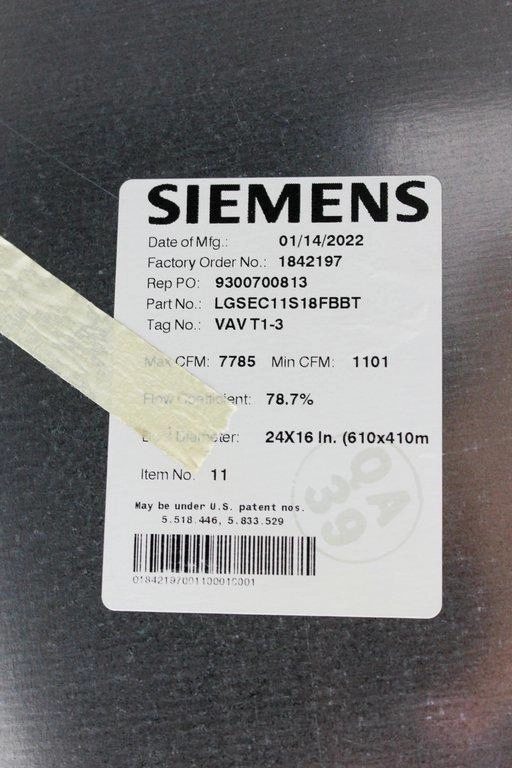 SIEMENS
Date of Mfg.: 01/14/2022
Factory Order No.: 1842197
Rep PO: 9300700813
Part No.: LGSEC11S18FBBT
Tag No.: VAV T1-3
Max CFM: 7785 Min CFM: 1101
Flow Coefficient: 78.7%
Diameter: 24X16 In. (610x410m
Item No. 11
May be under U.S. patent nos.
5.518.446, 5.833.529
QA
39